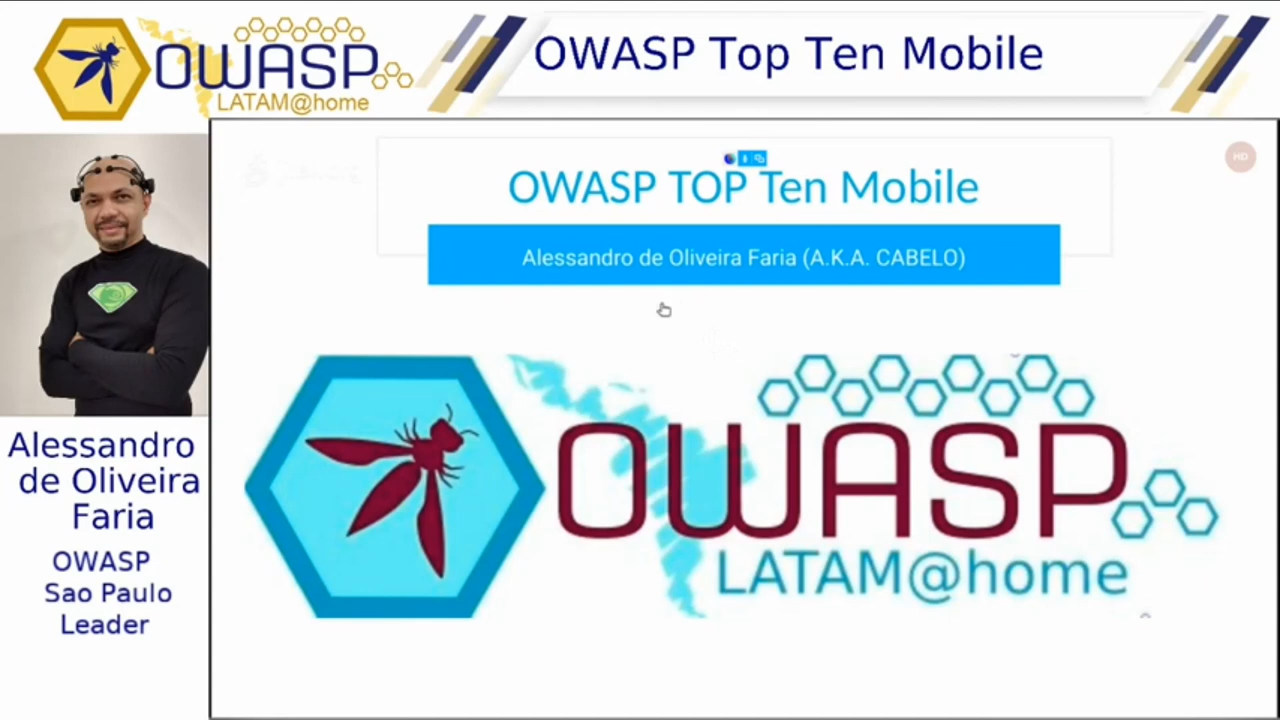 OWASP
LATAM@home
OWASP Top Ten Mobile
HD
OWASP TOP Ten Mobile
Alessandro de Oliveira Faria (A.K.A. CABELO)
Alessandro
de Oliveira
Faria
OWASP
Sao Paulo
Leader
OWASP
LATAM@home